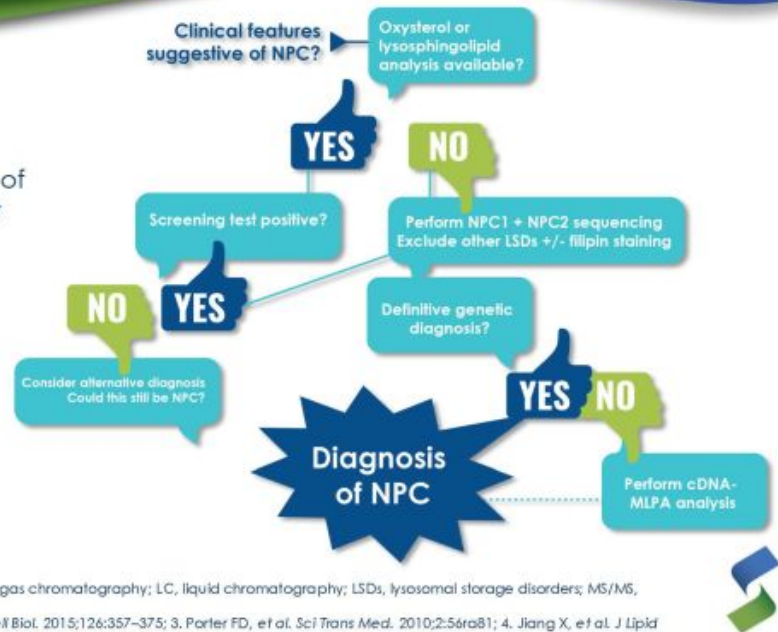 Clinical features
suggestive of NPC?
Oxysterol or
lysosphingolipid
analysis available?
YES
NO
of
Screening test positive?
Perform NPC1 + NPC2 sequencing
Exclude other LSDs +/- filipin staining
NO
YES
Definitive genetic
diagnosis?
Consider alternative diagnosis
Could this still be NPC?
YES
NO
Diagnosis
of NPC
Perform cDNA-
MLPA analysis
gas chromatography; LC, liquid chromatography; LSDs, lysosomal storage disorders; MS/MS,
Biol. 2015;126:357–375; 3. Porter FD, et al. Sci Trans Med. 2010;2:56ra81; 4. Jiang X, et al. J Lipid